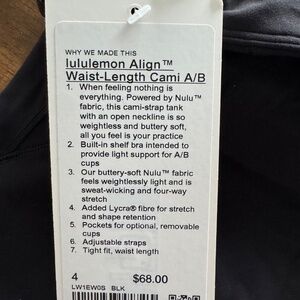 WHY WE MADE THIS
lululemon Align™
Waist-Length Cami A/B
1. When feeling nothing is
everything. Powered by Nulu™
fabric, this cami-strap tank
with an open neckline is so
weightless and buttery soft,
all you feel is your practice
2. Built-in shelf bra intended to
provide light support for A/B
cups
3. Our buttery-soft Nulu™ fabric
feels weightlessly light and is
sweat-wicking and four-way
stretch
4. Added Lycra® fibre for stretch
and shape retention
5. Pockets for optional, removable
cups
6. Adjustable straps
7. Tight fit, waist length
4 $68.00
LW1EW0S BLK